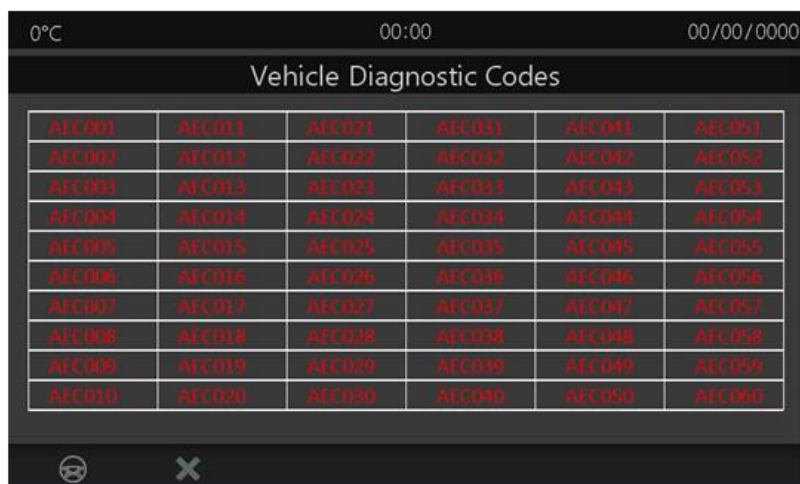 0°C 00:00 00/00/0000
Vehicle Diagnostic Codes
AEC001 AEC011 AEC021 AEC031 AEC041 AEC051
AEC002 AEC012 AEC022 AEC032 AEC042 AEC052
AEC003 AEC013 AEC023 AEC033 AEC043 AEC053
AEC004 AEC014 AEC024 AEC034 AEC044 AEC054
AEC005 AEC015 AEC025 AEC035 AEC045 AEC055
AEC006 AEC016 AEC026 AEC036 AEC046 AEC056
AEC007 AEC017 AEC027 AEC037 AEC047 AEC057
AEC008 AEC018 AEC028 AEC038 AEC048 AEC058
AEC009 AEC019 AEC029 AEC039 AEC049 AEC059
AEC010 AEC020 AEC030 AEC040 AEC050 AEC060